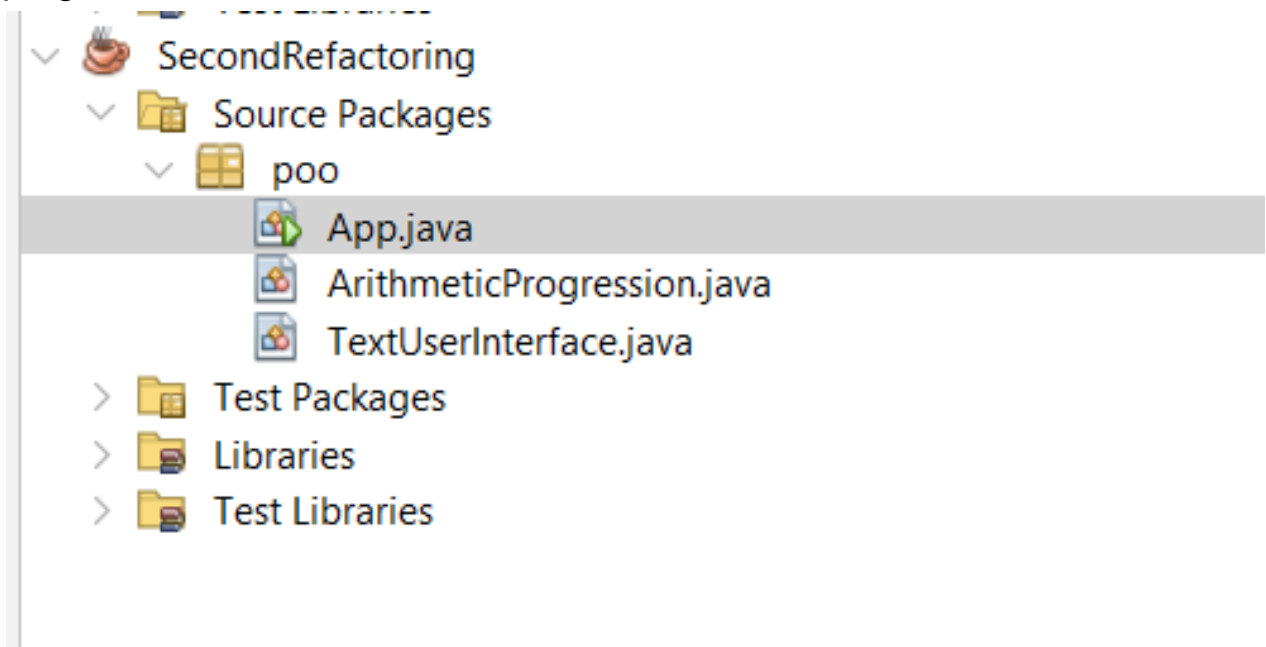 SecondRefactoring
Source Packages
poo
App.java
ArithmeticProgression.java
TextUserInterface.java
Test Packages
Libraries
Test Libraries